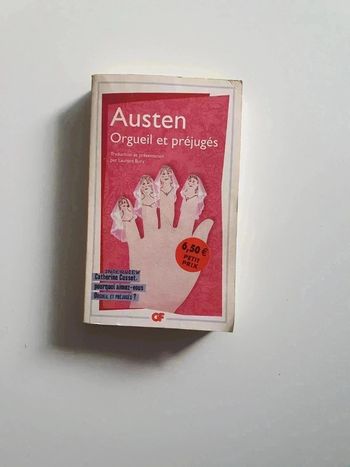 Austen
Orgueil et préjugés
Traduction et présentation
par Laurent Bury
6,50 €
PETIT
PRIX
Catherine Cusset,
pourquoi aimez-vous
ORGUEIL ET PRÉJUGÉS ?
GF